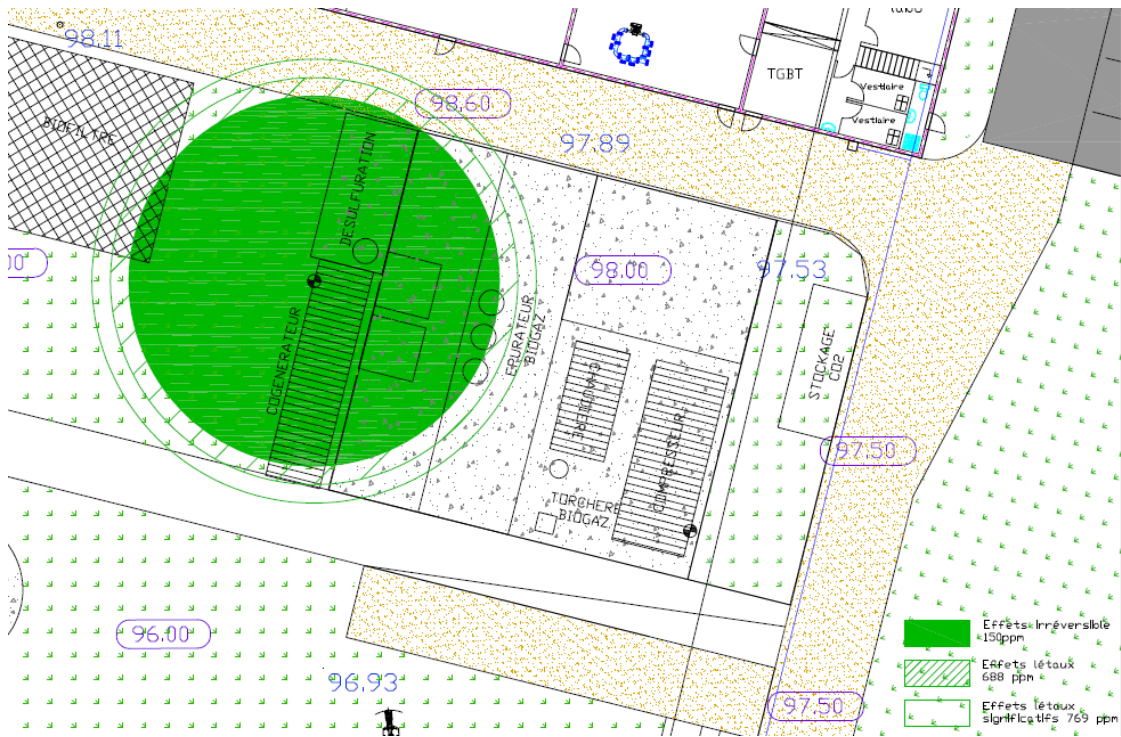 98.11
labo
TGBT
Vestiaire
Vestiaire
98.60
97.89
BIOFILTRE
DESULFURATION
98.00
97.53
COGENERATEUR
EPURATEUR
BIOGAZ
STOCKAGE
CO2
CHAUDIERE
COMPRESSEUR
97.50
TORCHERE
BIOGAZ
96.00
96.93
97.50
Effets irréversible
150ppm
Effets létaux
688 ppm
Effets létaux
significatifs 769 ppm